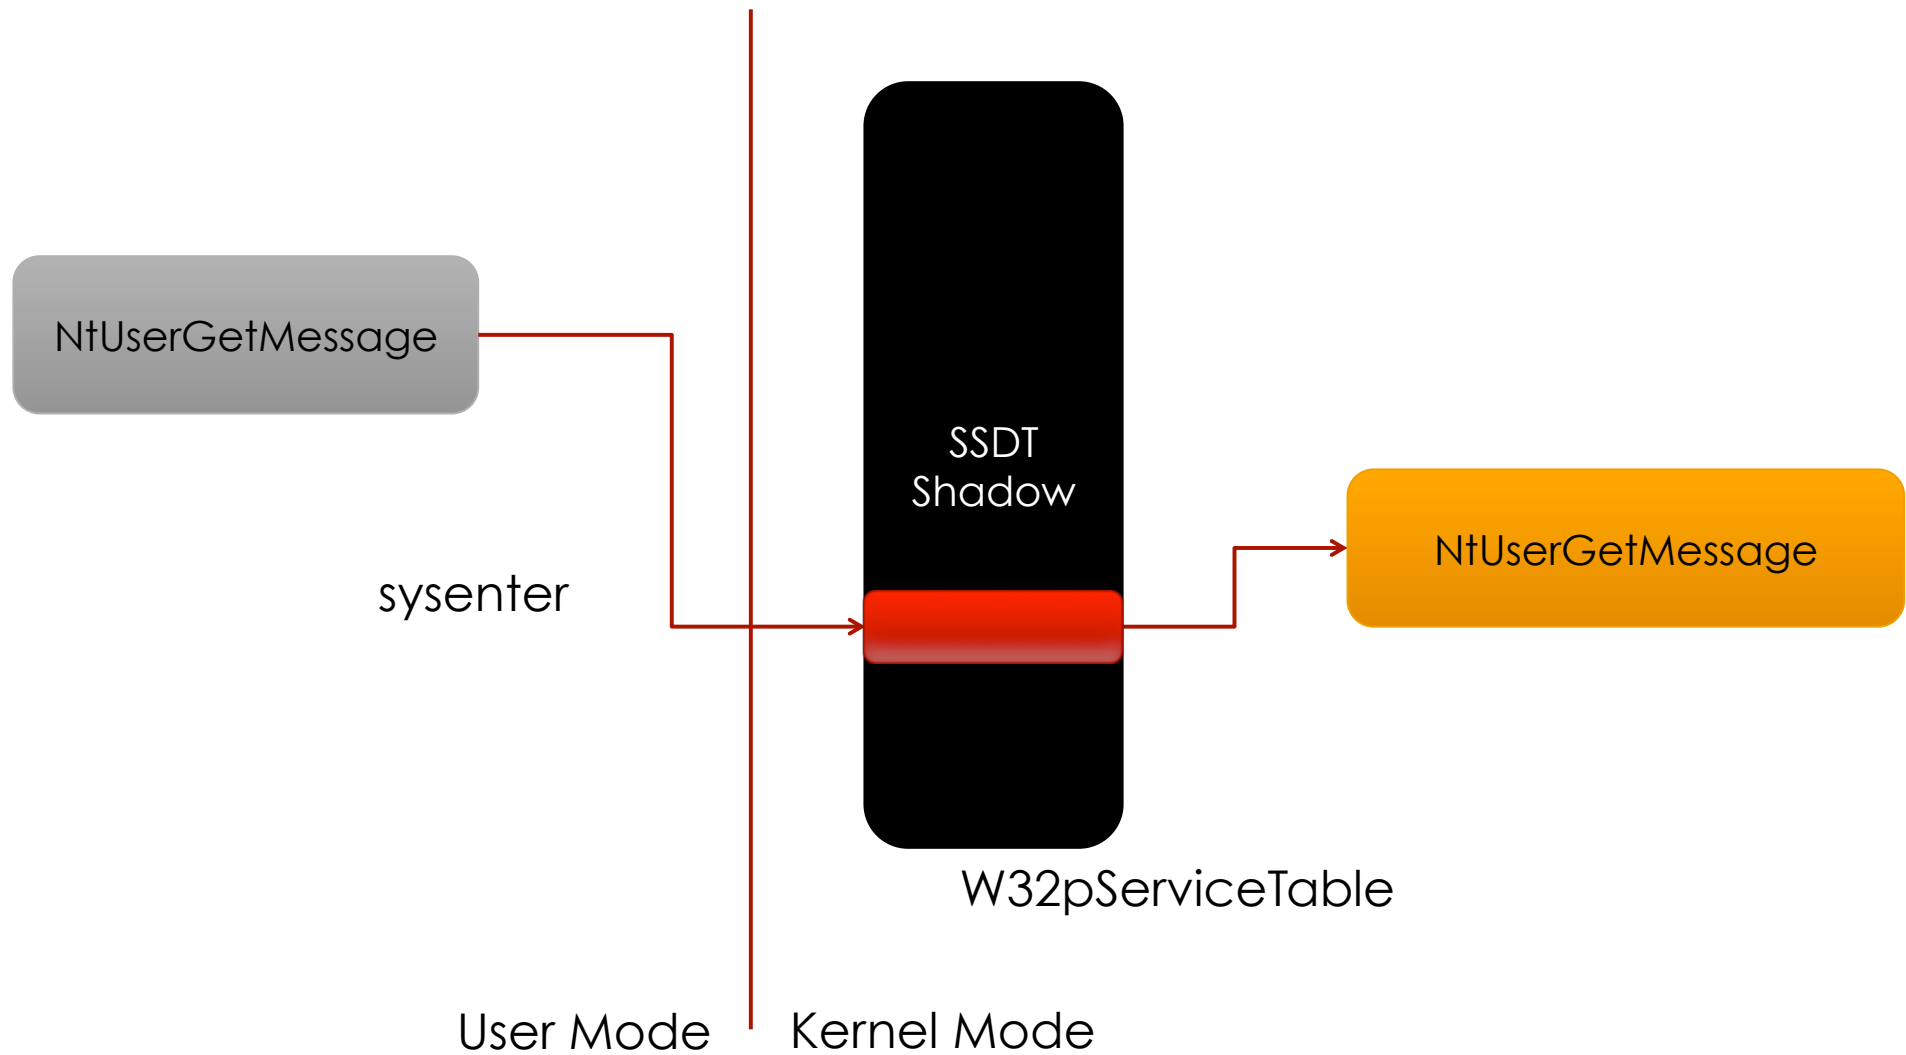 NtUserGetMessage
SSDT
Shadow
NtUserGetMessage
sysenter
W32pServiceTable
User Mode
Kernel Mode